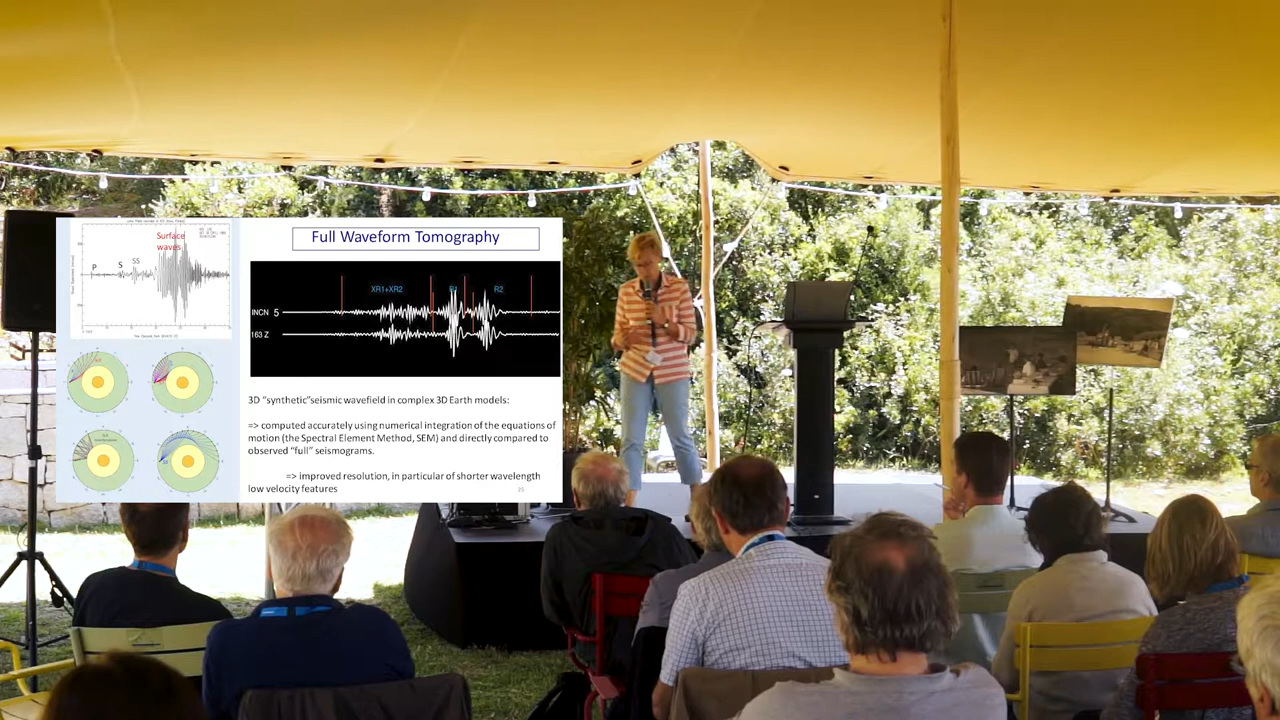 Surface
waves
P
S
SS
Full Waveform Tomography
XR1+XR2
R1
R2
INCN 5
163 Z
3D "synthetic"seismic wavefield in complex 3D Earth models:
=> computed accurately using numerical integration of the equations of
motion (the Spectral Element Method, SEM) and directly compared to
observed "full" seismograms.
=> improved resolution, in particular of shorter wavelength
low velocity features
25